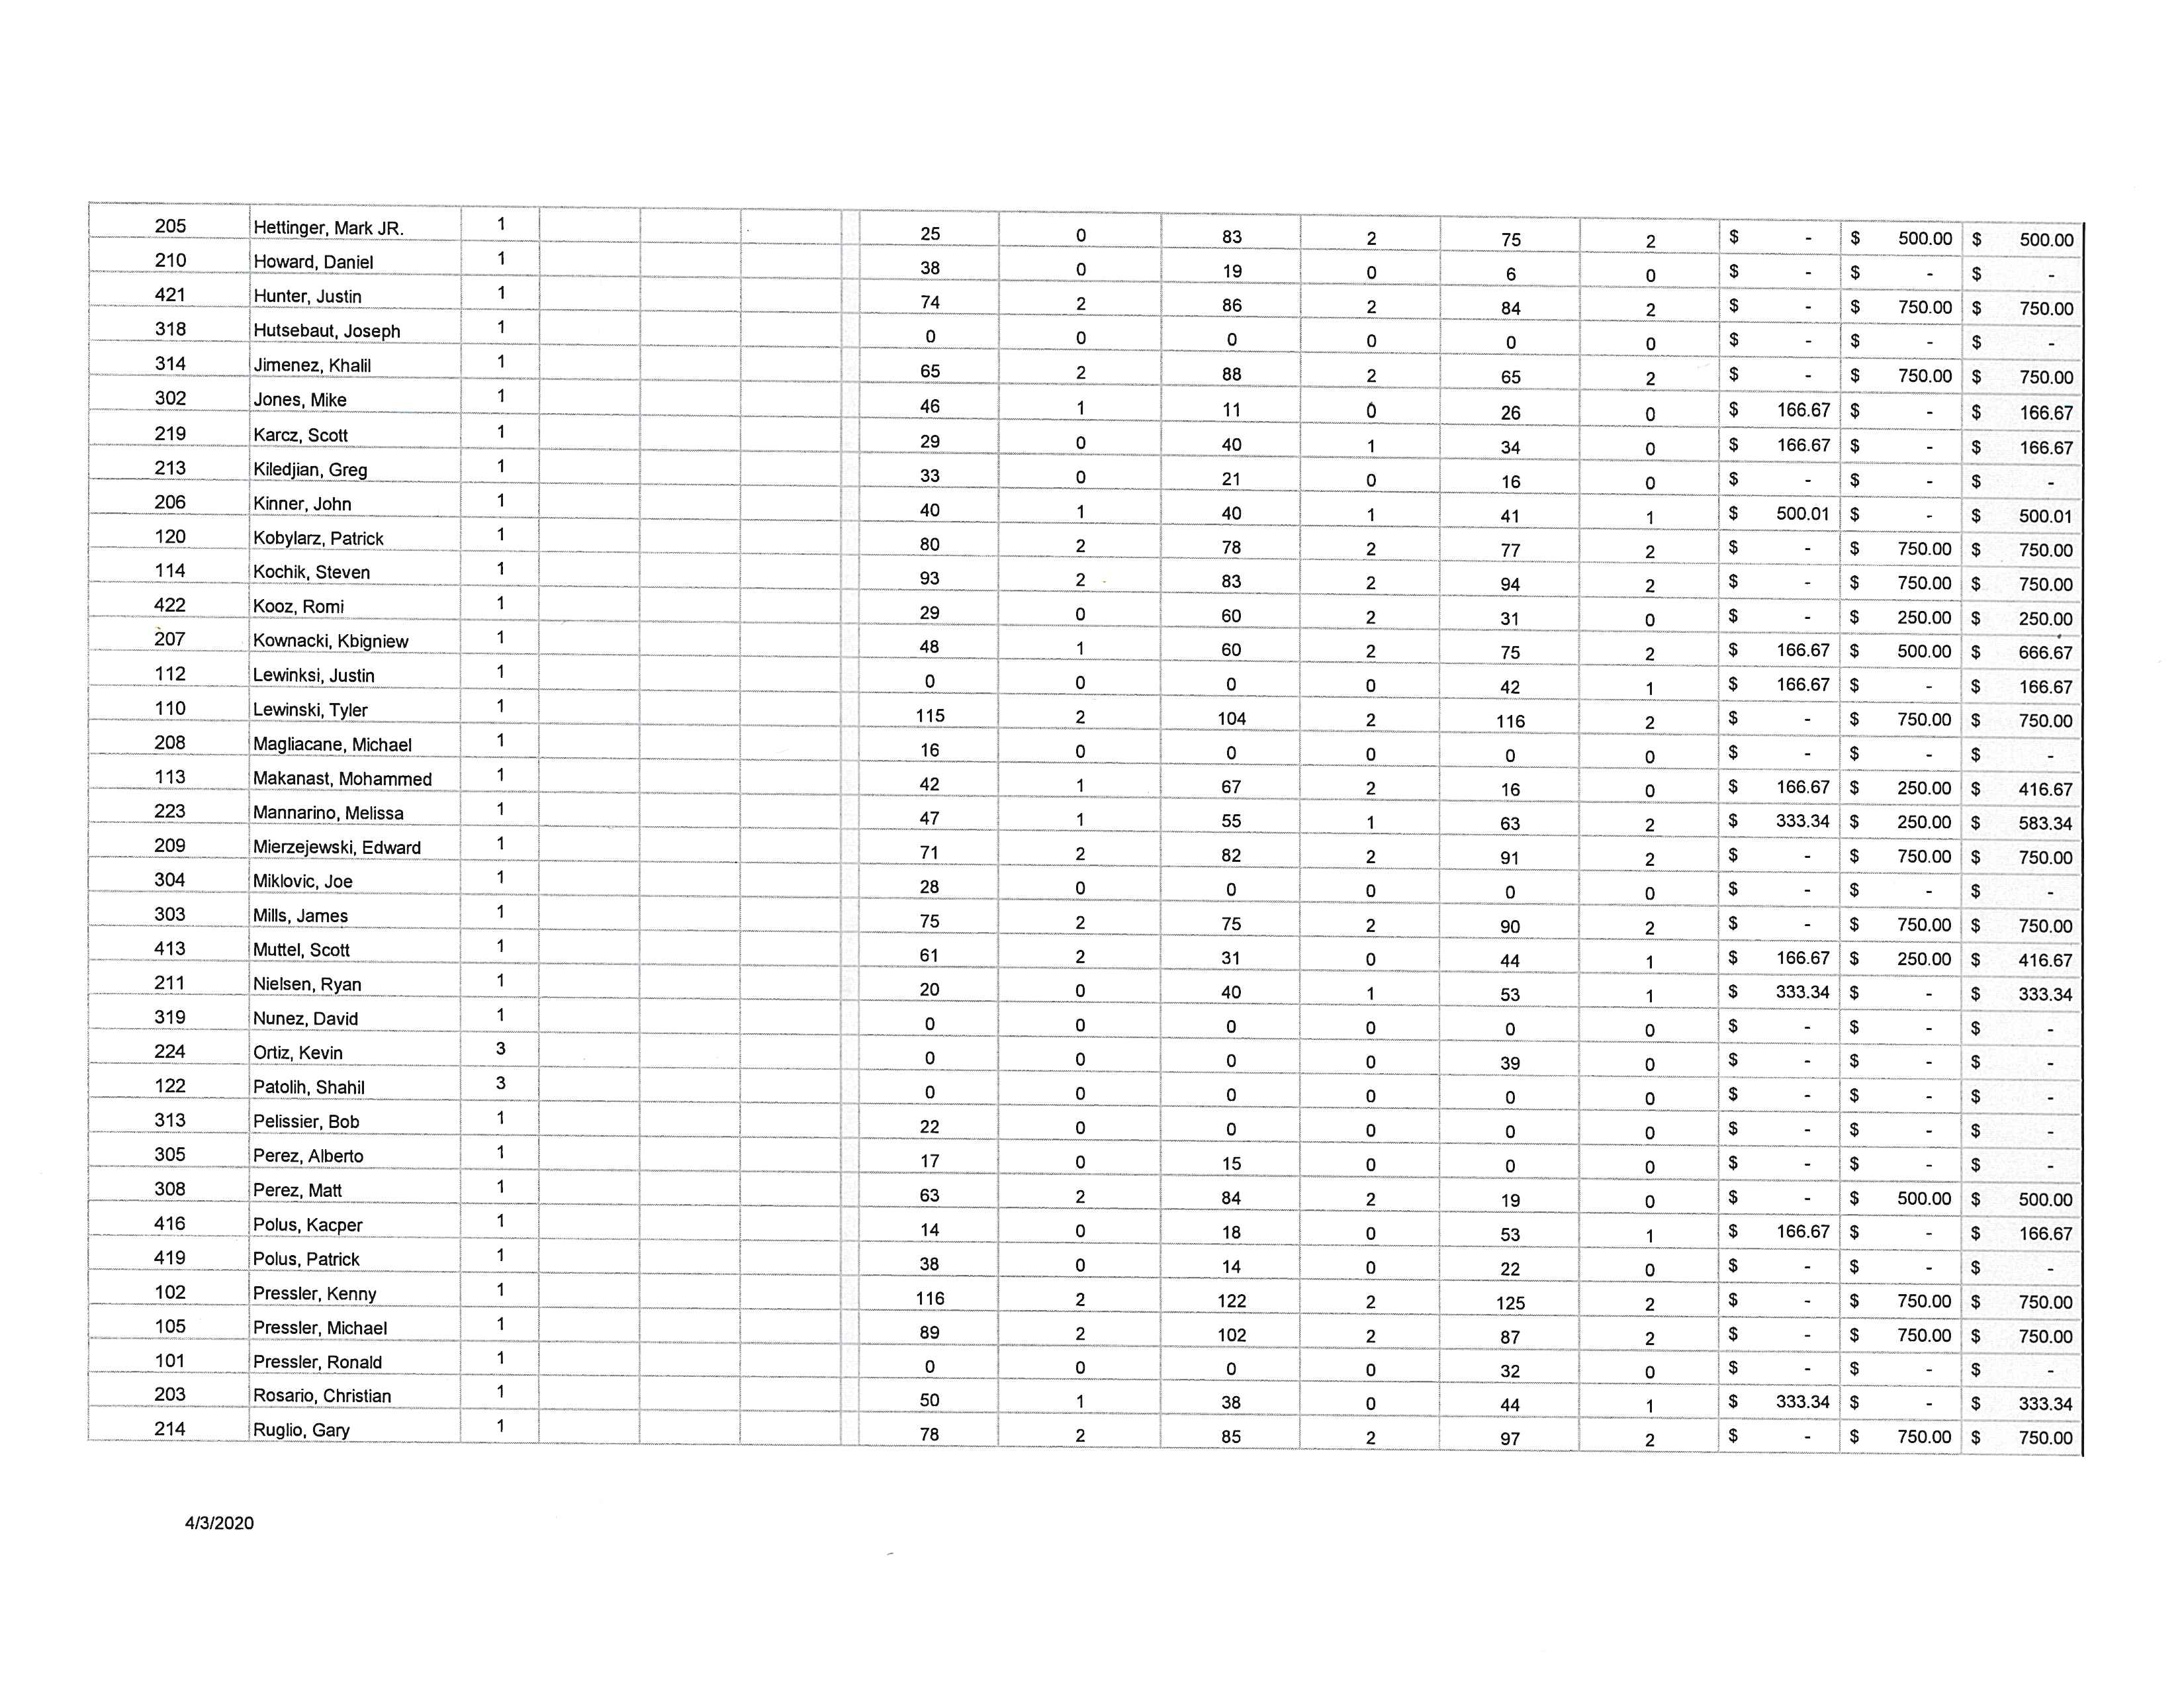 205 Hettinger, Mark JR. 1 25 0 83 2 75 2 $ - $ 500.00 $ 500.00
210 Howard, Daniel 1 38 0 19 0 6 0 $ - $ - $ -
421 Hunter, Justin 1 74 2 86 2 84 2 $ - $ 750.00 $ 750.00
318 Hutsebaut, Joseph 1 0 0 0 0 0 0 $ - $ - $ -
314 Jimenez, Khalil 1 65 2 88 2 65 2 $ - $ 750.00 $ 750.00
302 Jones, Mike 1 46 1 11 0 26 0 $ 166.67 $ - $ 166.67
219 Karcz, Scott 1 29 0 40 1 34 0 $ 166.67 $ - $ 166.67
213 Kiledjian, Greg 1 33 0 21 0 16 0 $ - $ - $ -
206 Kinner, John 1 40 1 40 1 41 1 $ 500.01 $ - $ 500.01
120 Kobylarz, Patrick 1 80 2 78 2 77 2 $ - $ 750.00 $ 750.00
114 Kochik, Steven 1 93 2 83 2 94 2 $ - $ 750.00 $ 750.00
422 Kooz, Romi 1 29 0 60 2 31 0 $ - $ 250.00 $ 250.00
207 Kownacki, Kbigniew 1 48 1 60 2 75 2 $ 166.67 $ 500.00 $ 666.67
112 Lewinksi, Justin 1 0 0 0 0 42 1 $ 166.67 $ - $ 166.67
110 Lewinski, Tyler 1 115 2 104 2 116 2 $ - $ 750.00 $ 750.00
208 Magliacane, Michael 1 16 0 0 0 0 0 $ - $ - $ -
113 Makanast, Mohammed 1 42 1 67 2 16 0 $ 166.67 $ 250.00 $ 416.67
223 Mannarino, Melissa 1 47 1 55 1 63 2 $ 333.34 $ 250.00 $ 583.34
209 Mierzejewski, Edward 1 71 2 82 2 91 2 $ - $ 750.00 $ 750.00
304 Miklovic, Joe 1 28 0 0 0 0 0 $ - $ - $ -
303 Mills, James 1 75 2 75 2 90 2 $ - $ 750.00 $ 750.00
413 Muttel, Scott 1 61 2 31 0 44 1 $ 166.67 $ 250.00 $ 416.67
211 Nielsen, Ryan 1 20 0 40 1 53 1 $ 333.34 $ - $ 333.34
319 Nunez, David 1 0 0 0 0 0 0 $ - $ - $ -
224 Ortiz, Kevin 3 0 0 0 0 39 0 $ - $ - $ -
122 Patolih, Shahil 3 0 0 0 0 0 0 $ - $ - $ -
313 Pelissier, Bob 1 22 0 0 0 0 0 $ - $ - $ -
305 Perez, Alberto 1 17 0 15 0 0 0 $ - $ - $ -
308 Perez, Matt 1 63 2 84 2 19 0 $ - $ 500.00 $ 500.00
416 Polus, Kacper 1 14 0 18 0 53 1 $ 166.67 $ - $ 166.67
419 Polus, Patrick 1 38 0 14 0 22 0 $ - $ - $ -
102 Pressler, Kenny 1 116 2 122 2 125 2 $ - $ 750.00 $ 750.00
105 Pressler, Michael 1 89 2 102 2 87 2 $ - $ 750.00 $ 750.00
101 Pressler, Ronald 1 0 0 0 0 32 0 $ - $ - $ -
203 Rosario, Christian 1 50 1 38 0 44 1 $ 333.34 $ - $ 333.34
214 Ruglio, Gary 1 78 2 85 2 97 2 $ - $ 750.00 $ 750.00
4/3/2020